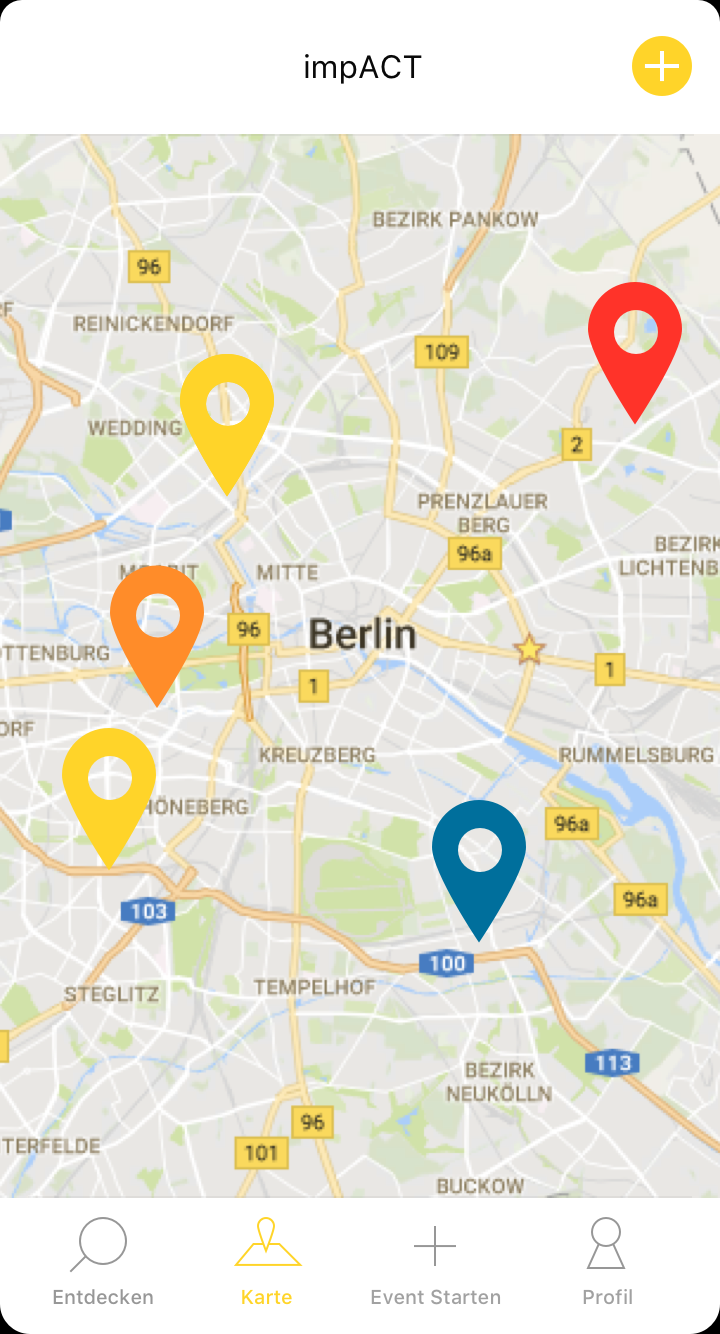 impACT
BEZIRK PANKOW
96
REINICKENDORF
109
WEDDING
2
PRENZLAUER
BERG
96a
BEZIRK
LICHTENB
MITTE
96
Berlin
OTTENBURG
1
1
ORF
KREUZBERG
RUMMELSBURG
HÖNEBERG
96a
96a
103
100
STEGLITZ
TEMPELHOF
113
BEZIRK
NEUKÖLLN
96
TERFELDE
101
BUCKOW
Entdecken
Karte
Event Starten
Profil